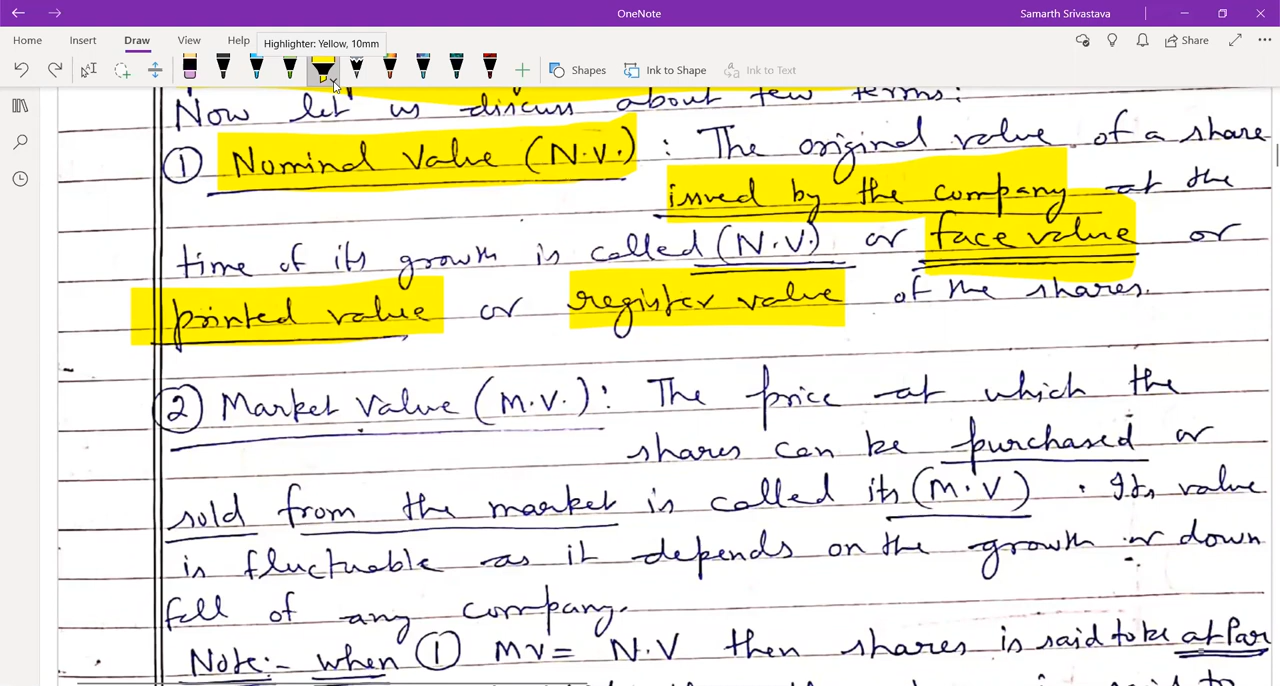 OneNote
Samarth Srivastava
Home Insert Draw View Help
Share
Highlighter: Yellow, 10mm
Shapes Ink to Shape Ink to Text
Now let us discuss about few terms:
① Nominal Value (N.V.) : The original value of a share
issued by the company at the
time of its growth is called (N.V.) or face value or
printed value or register value of the shares.
② Market Value (M.V.): The price at which the
shares can be purchased or
sold from the market is called its (M.V). Its value
is fluctuable as it depends on the growth or down
fall of any company.
Note:- when ① MV = N.V then shares is said to be at Par